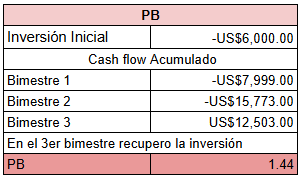 PB
Inversión Inicial -US$6,000.00
Cash flow Acumulado
Bimestre 1 -US$7,999.00
Bimestre 2 -US$15,773.00
Bimestre 3 US$12,503.00
En el 3er bimestre recupero la inversión
PB 1.44